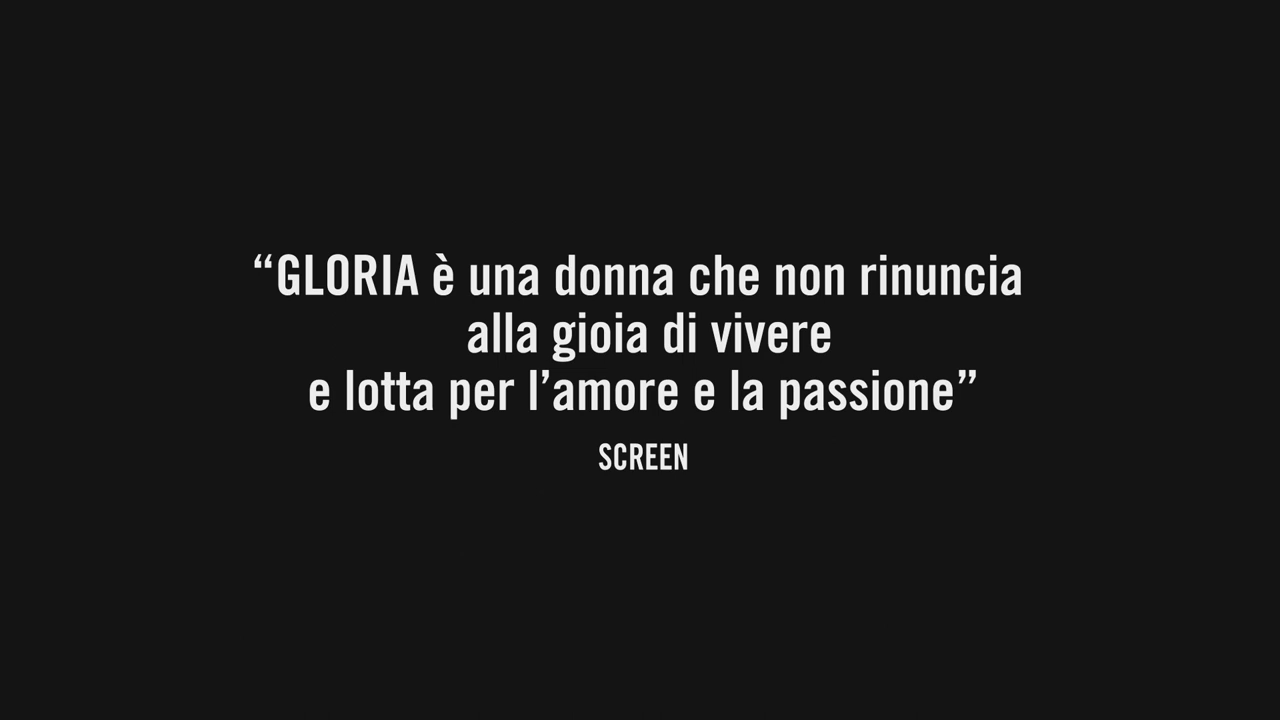 “GLORIA è una donna che non rinuncia
alla gioia di vivere
e lotta per l’amore e la passione”
SCREEN